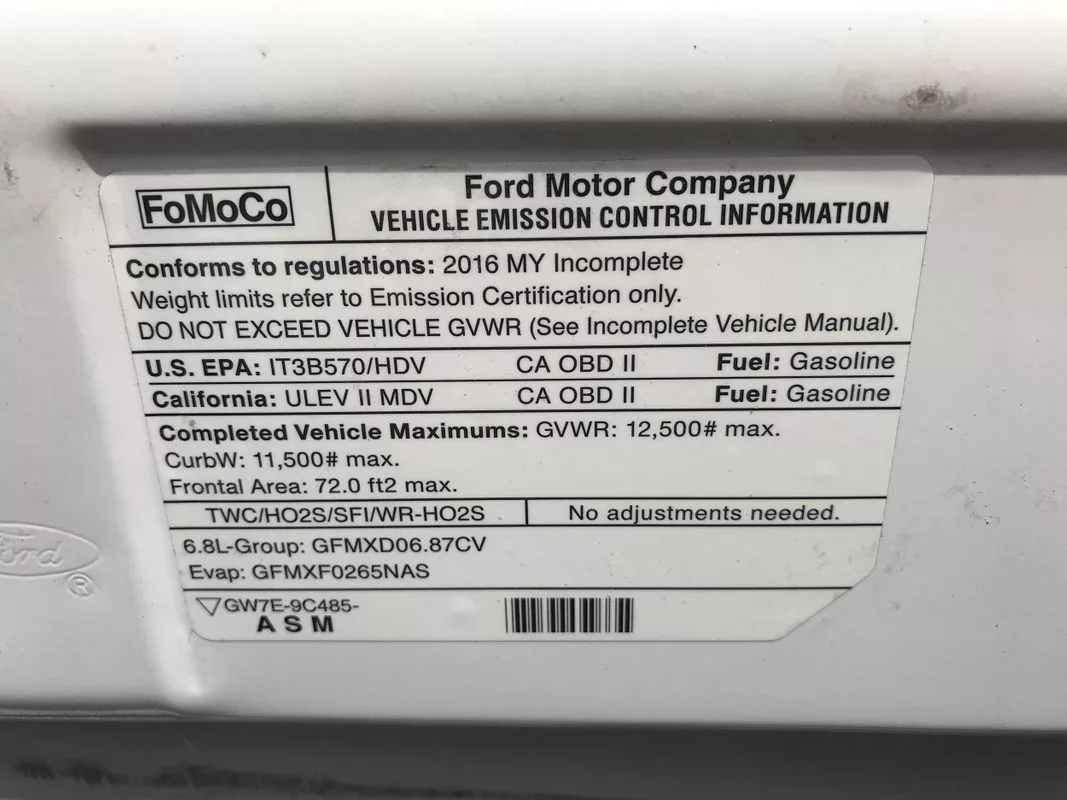 FoMoCo
Ford Motor Company
VEHICLE EMISSION CONTROL INFORMATION
Conforms to regulations: 2016 MY Incomplete
Weight limits refer to Emission Certification only.
DO NOT EXCEED VEHICLE GVWR (See Incomplete Vehicle Manual).
U.S. EPA: IT3B570/HDV CA OBD II Fuel: Gasoline
California: ULEV II MDV CA OBD II Fuel: Gasoline
Completed Vehicle Maximums: GVWR: 12,500# max.
CurbW: 11,500# max.
Frontal Area: 72.0 ft2 max.
TWC/HO2S/SFI/WR-HO2S No adjustments needed.
6.8L-Group: GFMXD06.87CV
Evap: GFMXF0265NAS
GW7E-9C485-
ASM
Ford ®